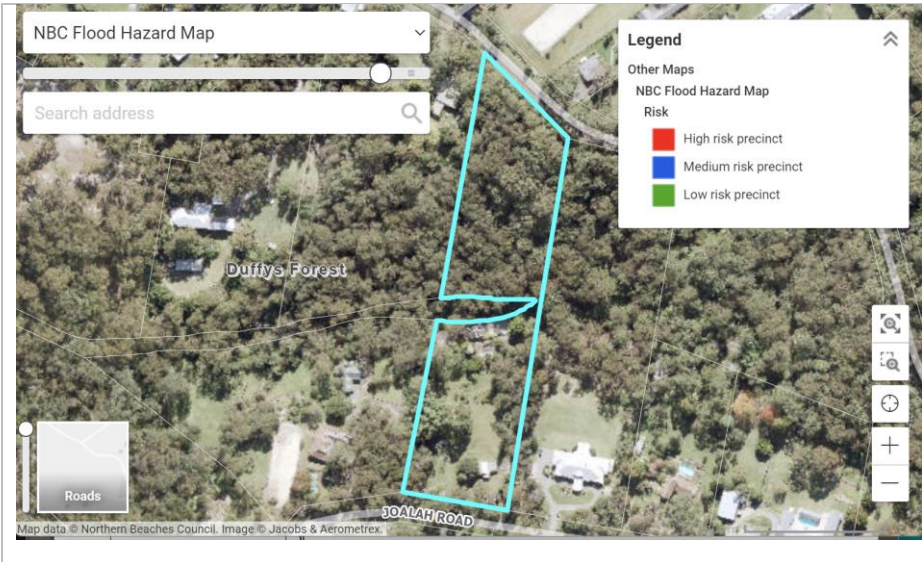 NBC Flood Hazard Map
Search address
Legend
Other Maps
NBC Flood Hazard Map
Risk
High risk precinct
Medium risk precinct
Low risk precinct
Duffys Forest
Roads
JOALAH ROAD
Map data © Northern Beaches Council. Image © Jacobs & Aerometrex.